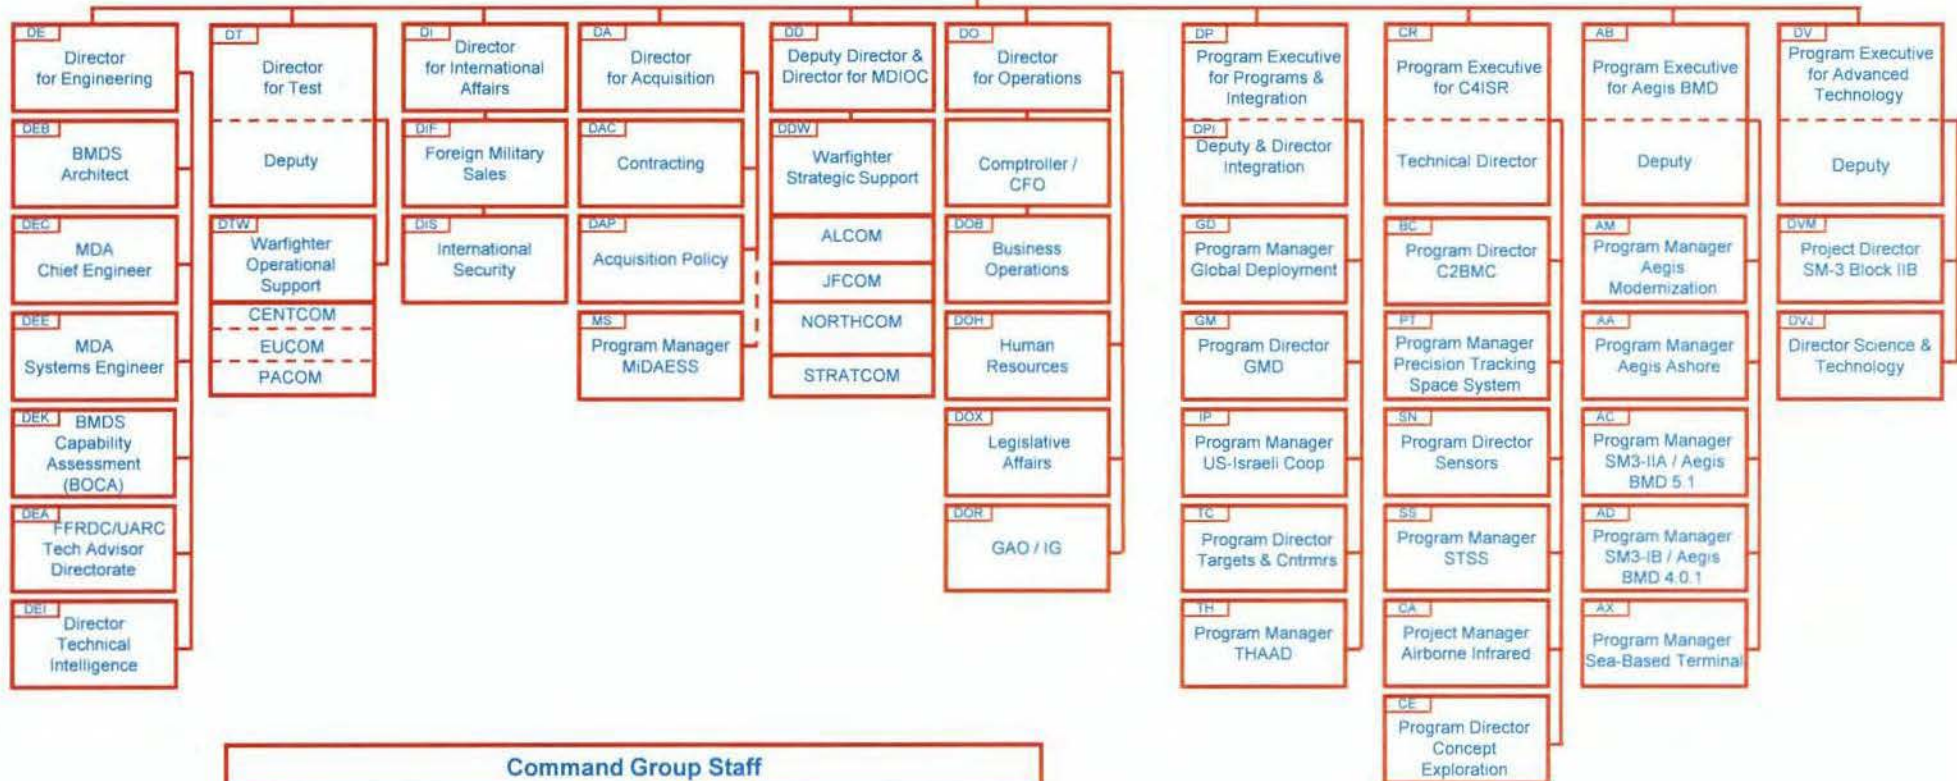 DE
Director
for Engineering
DEB
BMDS
Architect
DEC
MDA
Chief Engineer
DEE
MDA
Systems Engineer
DEK
BMDS
Capability
Assessment
(BOCA)
DEA
FFRDC/UARC
Tech Advisor
Directorate
DEI
Director
Technical
Intelligence
DT
Director
for Test
Deputy
DTW
Warfighter
Operational
Support
CENTCOM
EUCOM
PACOM
DI
Director
for International
Affairs
DIF
Foreign Military
Sales
DIS
International
Security
DA
Director
for Acquisition
DAC
Contracting
DAP
Acquisition Policy
MS
Program Manager
MiDAESS
DD
Deputy Director &
Director for MDIOC
DDW
Warfighter
Strategic Support
ALCOM
JFCOM
NORTHCOM
STRATCOM
DO
Director
for Operations
Comptroller /
CFO
DOB
Business
Operations
DOH
Human
Resources
DOX
Legislative
Affairs
DOR
GAO / IG
DP
Program Executive
for Programs &
Integration
DPI
Deputy & Director
Integration
GD
Program Manager
Global Deployment
GM
Program Director
GMD
IP
Program Manager
US-Israeli Coop
TC
Program Director
Targets & Cntrmrs
TH
Program Manager
THAAD
CR
Program Executive
for C4ISR
Technical Director
BC
Program Director
C2BMC
PT
Program Manager
Precision Tracking
Space System
SN
Program Director
Sensors
SS
Program Manager
STSS
CA
Project Manager
Airborne Infrared
CE
Program Director
Concept
Exploration
AB
Program Executive
for Aegis BMD
Deputy
AM
Program Manager
Aegis
Modernization
AA
Program Manager
Aegis Ashore
AC
Program Manager
SM3-IIA / Aegis
BMD 5.1
AD
Program Manager
SM3-IB / Aegis
BMD 4.0.1
AX
Program Manager
Sea-Based Terminal
DV
Program Executive
for Advanced
Technology
Deputy
DVM
Project Director
SM-3 Block IIB
DVJ
Director Science &
Technology
Command Group Staff